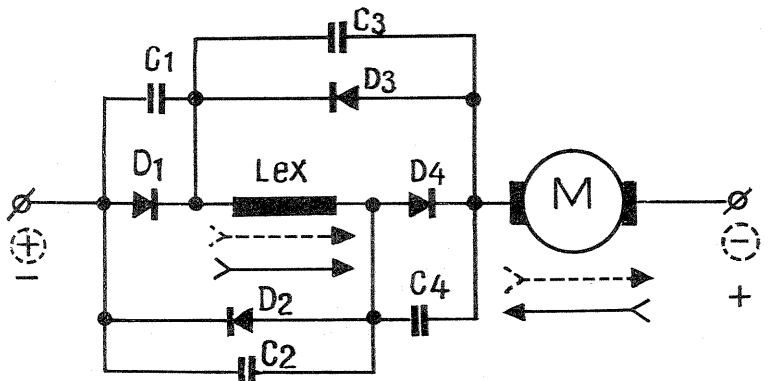 C3
C1
D3
D1
Lex
D4
M
+
−
−
+
D2
C4
C2